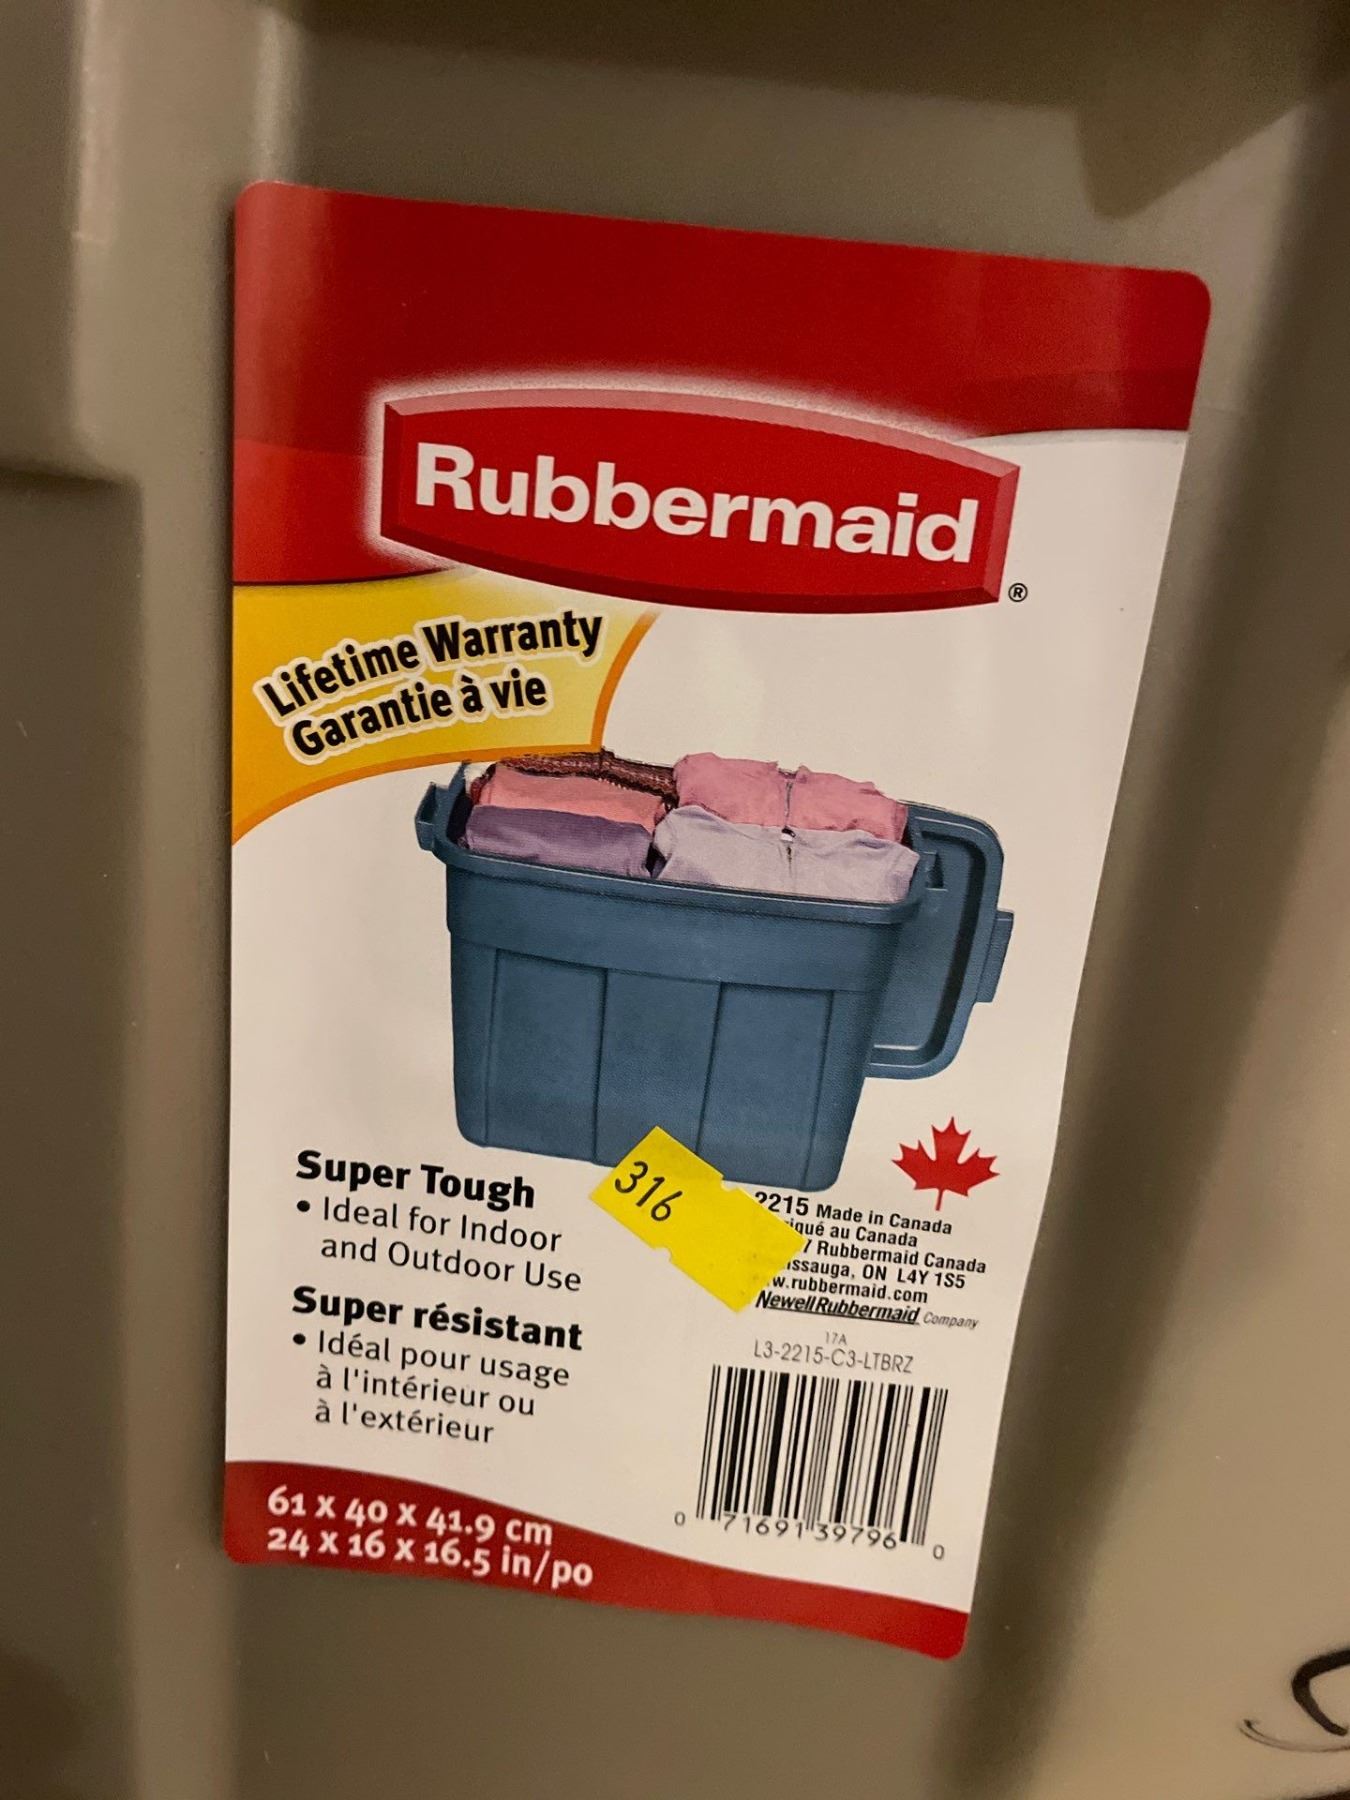 Rubbermaid
®
Lifetime Warranty
Garantie à vie
Super Tough
• Ideal for Indoor
and Outdoor Use
Super résistant
• Idéal pour usage
à l'intérieur ou
à l'extérieur
316
2215 Made in Canada
au Canada
Rubbermaid Canada
ON L4Y 1S5
NewellRubbermaid Company
17A
L3-2215-C3-LTBRZ
0 71691 39796 0
61 x 40 x 41.9 cm
24 x 16 x 16.5 in/po